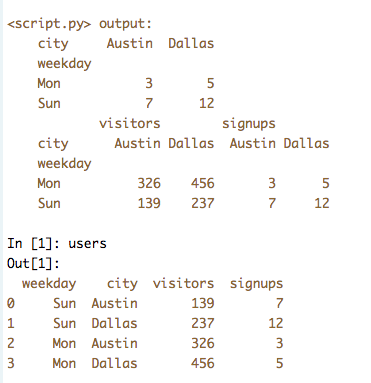 <script.py> output:
    city     Austin  Dallas
    weekday
    Mon           3       5
    Sun           7      12
            visitors        signups
    city      Austin Dallas  Austin Dallas
    weekday
    Mon          326    456       3      5
    Sun          139    237       7     12
In [1]: users
Out[1]:
  weekday    city  visitors  signups
0     Sun  Austin       139        7
1     Sun  Dallas       237       12
2     Mon  Austin       326        3
3     Mon  Dallas       456        5